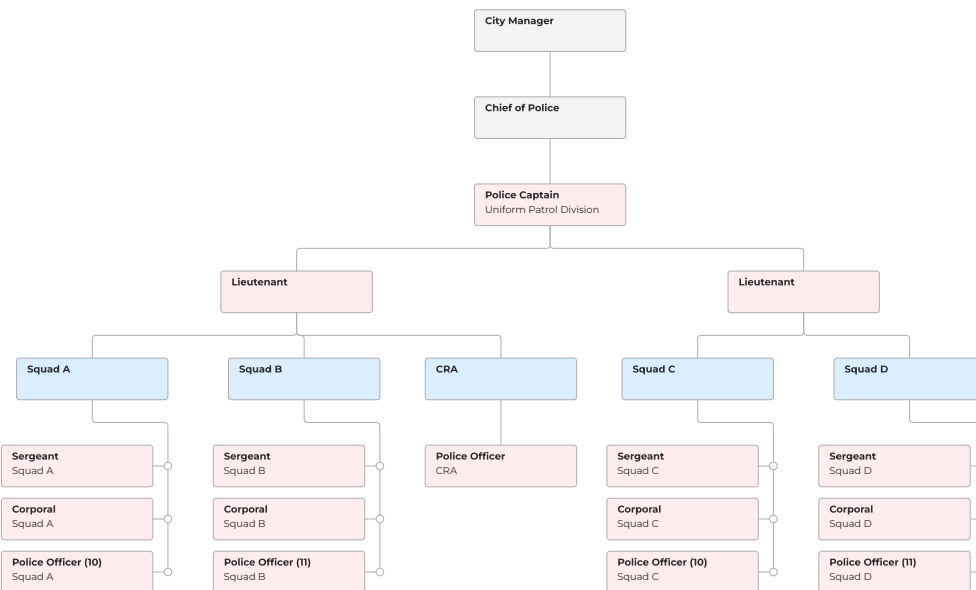 City Manager
Chief of Police
Police Captain
Uniform Patrol Division
Lieutenant
Lieutenant
Squad A
Squad B
CRA
Squad C
Squad D
Sergeant
Squad A
Sergeant
Squad B
Police Officer
CRA
Sergeant
Squad C
Sergeant
Squad D
Corporal
Squad A
Corporal
Squad B
Corporal
Squad C
Corporal
Squad D
Police Officer (10)
Squad A
Police Officer (11)
Squad B
Police Officer (10)
Squad C
Police Officer (11)
Squad D